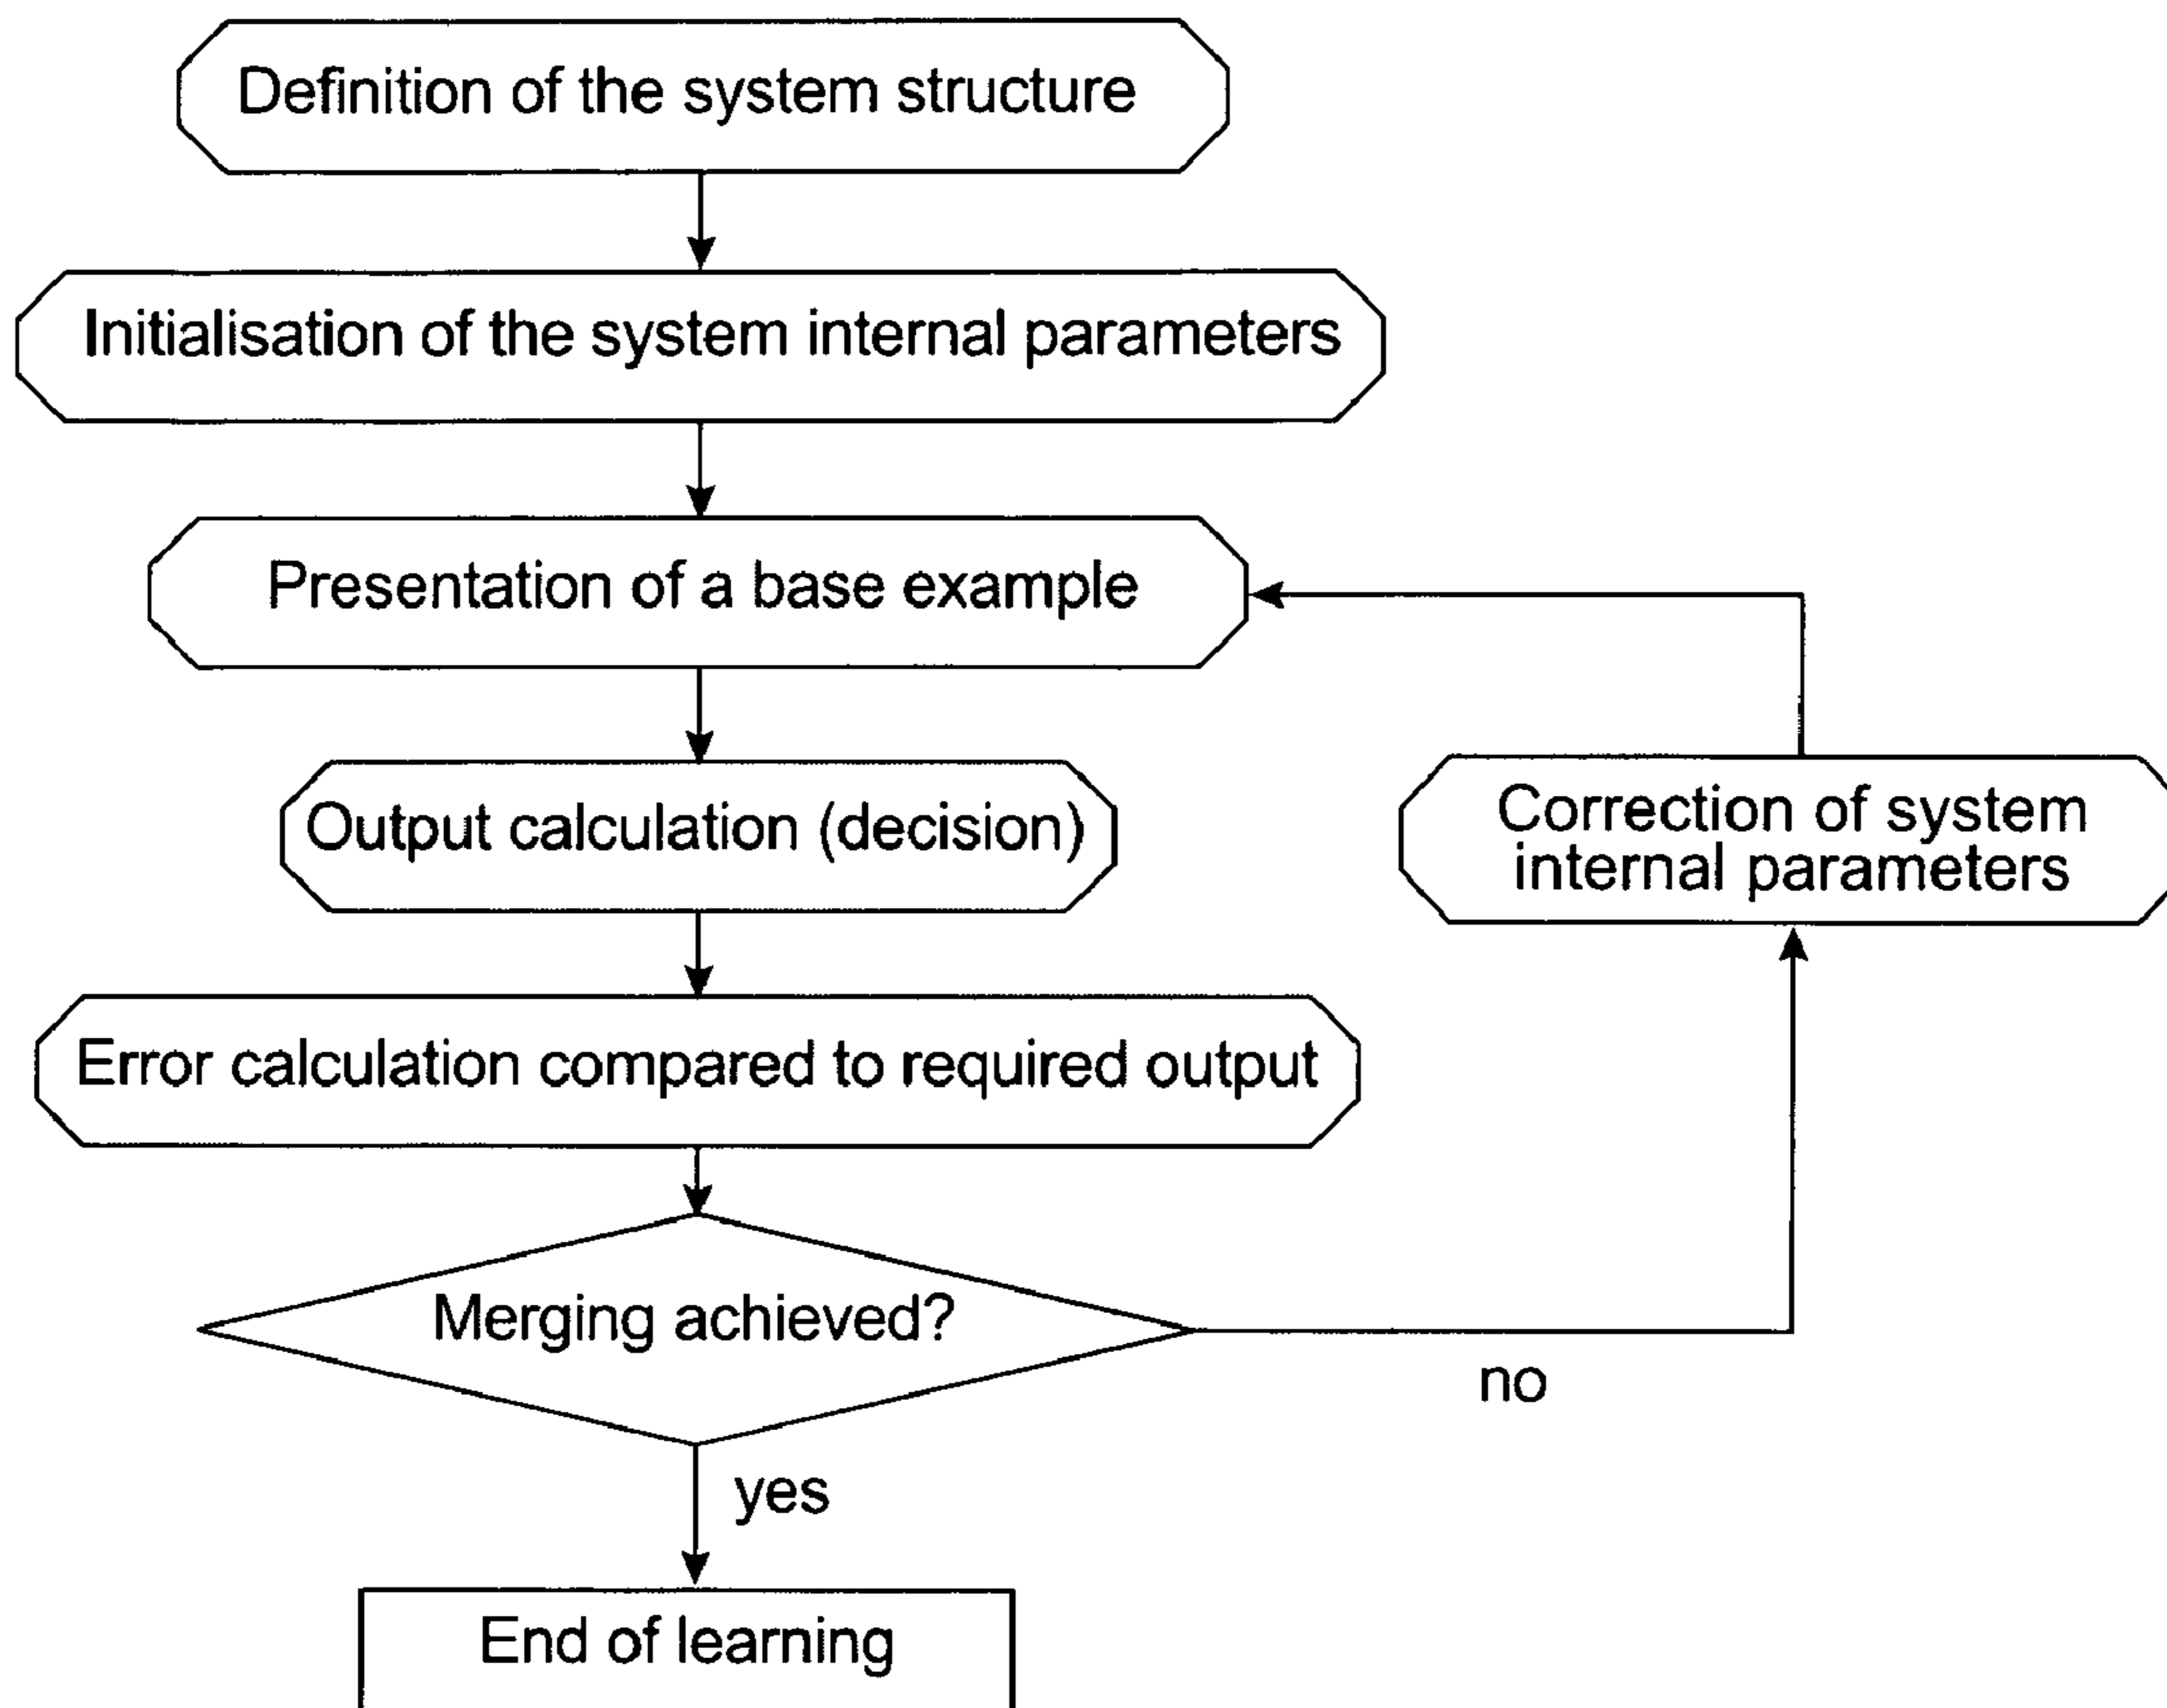 Definition of the system structure
Initialisation of the system internal parameters
Presentation of a base example
Output calculation (decision)
Correction of system
internal parameters
Error calculation compared to required output
Merging achieved?
no
yes
End of learning